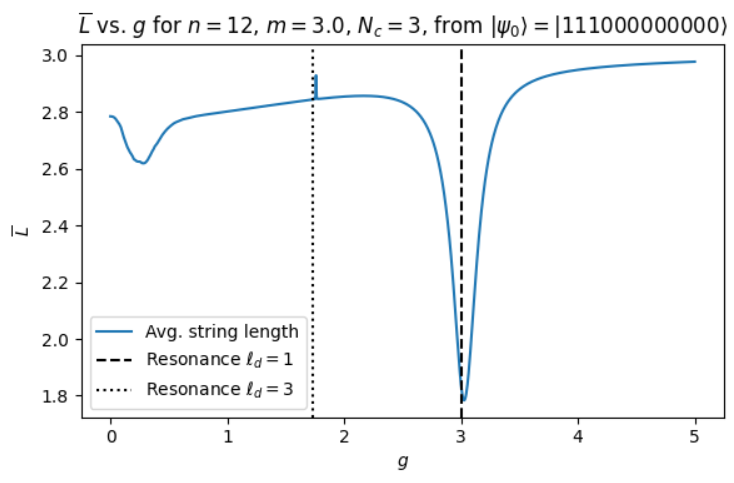 L̅ vs. g for n = 12, m = 3.0, N_c = 3, from |ψ₀⟩ = |111000000000⟩
3.0
2.8
2.6
2.4
2.2
2.0
1.8
L̅
Avg. string length
Resonance ℓ_d = 1
Resonance ℓ_d = 3
0 1 2 3 4 5
g